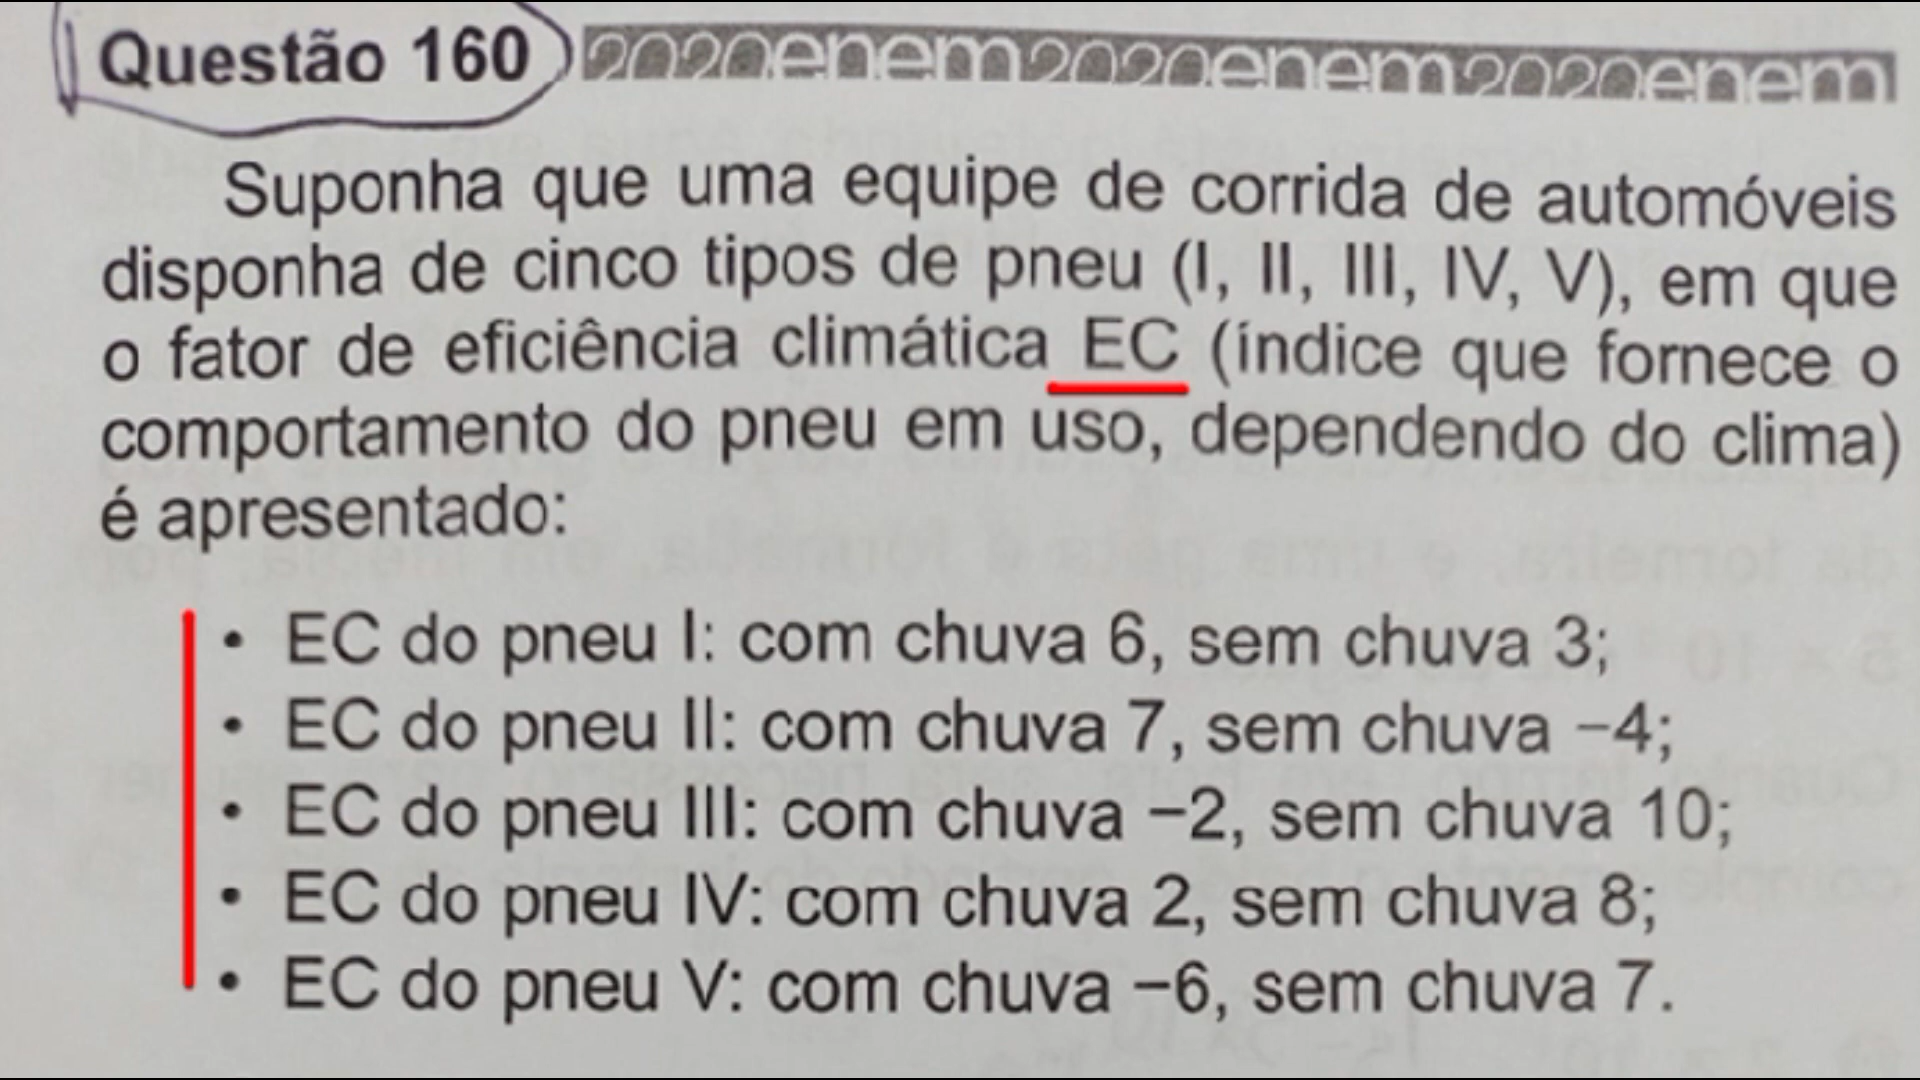 Questão 160 2020enem2020enem2020enem
Suponha que uma equipe de corrida de automóveis
disponha de cinco tipos de pneu (I, II, III, IV, V), em que
o fator de eficiência climática EC (índice que fornece o
comportamento do pneu em uso, dependendo do clima)
é apresentado:
• EC do pneu I: com chuva 6, sem chuva 3;
• EC do pneu II: com chuva 7, sem chuva −4;
• EC do pneu III: com chuva −2, sem chuva 10;
• EC do pneu IV: com chuva 2, sem chuva 8;
• EC do pneu V: com chuva −6, sem chuva 7.